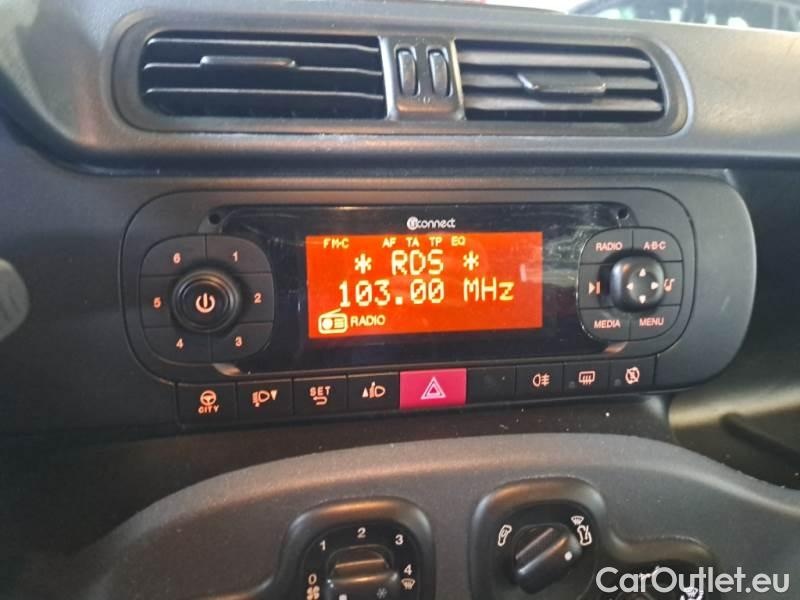 Uconnect
FM-C AF TA TP EQ
* RDS *
103.00 MHz
RADIO
6 1
5 2
4 3
RADIO A-B-C
MEDIA MENU
CITY
SET
0 1 2 3 4
CarOutlet.eu